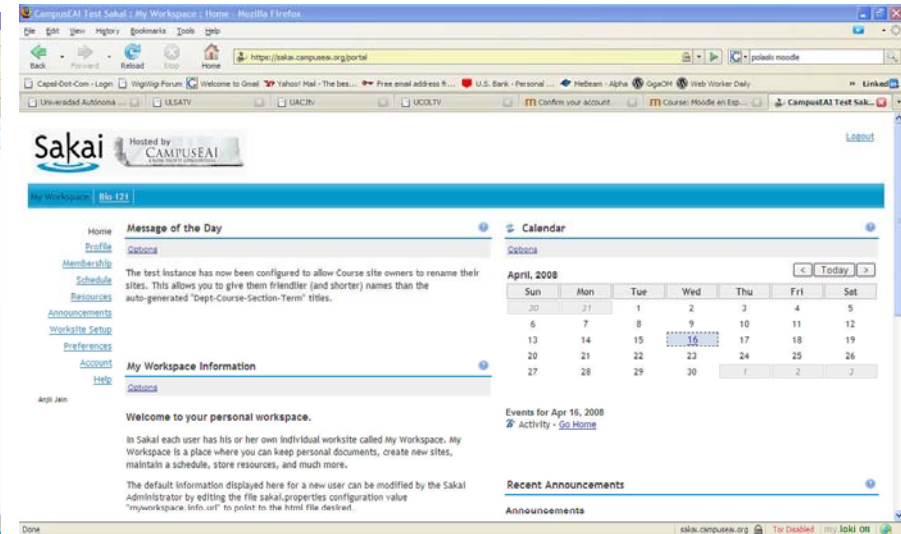 CampusEAI Test Sakai : My Workspace : Home - Mozilla Firefox
File Edit View History Bookmarks Tools Help
Back Forward Reload Stop Home https://sakai.campuseai.org/portal polaski moodle
Capel-Dot-Com - Login WigiWigi Forum Welcome to Gmail Yahoo! Mail - The bes... Free email address fr... U.S. Bank - Personal ... MeBeam - Alpha GigaOM Web Worker Daily » Linked
Universidad Autónoma ... ULSATV UACJtv UCOLTV Confirm your account Course: Moodle en Esp... CampusEAI Test Sak...
Sakai Hosted by
CAMPUSEAI
Logout
My Workspace Bio 121
Home
Profile
Membership
Schedule
Resources
Announcements
Worksite Setup
Preferences
Account
Help
Anjli Jain
Message of the Day
Options
The test instance has now been configured to allow Course site owners to rename their
sites. This allows you to give them friendlier (and shorter) names than the
auto-generated "Dept-Course-Section-Term" titles.
My Workspace Information
Options
Welcome to your personal workspace.
In Sakai each user has his or her own individual worksite called My Workspace. My
Workspace is a place where you can keep personal documents, create new sites,
maintain a schedule, store resources, and much more.
The default information displayed here for a new user can be modified by the Sakai
Administrator by editing the file sakai.properties configuration value
"myworkspace.info.url" to point to the html file desired.
Calendar
Options
April, 2008 < Today >
Sun Mon Tue Wed Thu Fri Sat
30 31 1 2 3 4 5
6 7 8 9 10 11 12
13 14 15 16 17 18 19
20 21 22 23 24 25 26
27 28 29 30 1 2 3
Events for Apr 16, 2008
Activity - Go Home
Recent Announcements
Announcements
Done sakai.campuseai.org Tor Disabled my loki ON